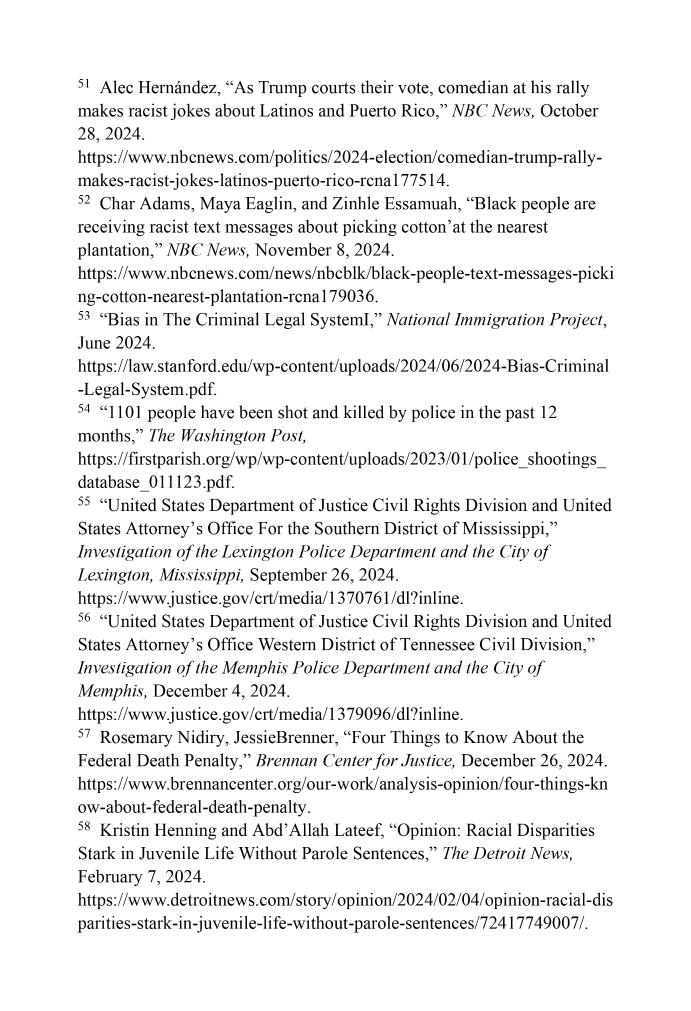 51 Alec Hernández, “As Trump courts their vote, comedian at his rally
makes racist jokes about Latinos and Puerto Rico,” NBC News, October
28, 2024.
https://www.nbcnews.com/politics/2024-election/comedian-trump-rally-
makes-racist-jokes-latinos-puerto-rico-rcna177514.
52 Char Adams, Maya Eaglin, and Zinhle Essamuah, “Black people are
receiving racist text messages about picking cotton’at the nearest
plantation,” NBC News, November 8, 2024.
https://www.nbcnews.com/news/nbcblk/black-people-text-messages-picki
ng-cotton-nearest-plantation-rcna179036.
53 “Bias in The Criminal Legal SystemI,” National Immigration Project,
June 2024.
https://law.stanford.edu/wp-content/uploads/2024/06/2024-Bias-Criminal
-Legal-System.pdf.
54 “1101 people have been shot and killed by police in the past 12
months,” The Washington Post,
https://firstparish.org/wp/wp-content/uploads/2023/01/police_shootings_
database_011123.pdf.
55 “United States Department of Justice Civil Rights Division and United
States Attorney’s Office For the Southern District of Mississippi,”
Investigation of the Lexington Police Department and the City of
Lexington, Mississippi, September 26, 2024.
https://www.justice.gov/crt/media/1370761/dl?inline.
56 “United States Department of Justice Civil Rights Division and United
States Attorney’s Office Western District of Tennessee Civil Division,”
Investigation of the Memphis Police Department and the City of
Memphis, December 4, 2024.
https://www.justice.gov/crt/media/1379096/dl?inline.
57 Rosemary Nidiry, JessieBrenner, “Four Things to Know About the
Federal Death Penalty,” Brennan Center for Justice, December 26, 2024.
https://www.brennancenter.org/our-work/analysis-opinion/four-things-kn
ow-about-federal-death-penalty.
58 Kristin Henning and Abd’Allah Lateef, “Opinion: Racial Disparities
Stark in Juvenile Life Without Parole Sentences,” The Detroit News,
February 7, 2024.
https://www.detroitnews.com/story/opinion/2024/02/04/opinion-racial-dis
parities-stark-in-juvenile-life-without-parole-sentences/72417749007/.